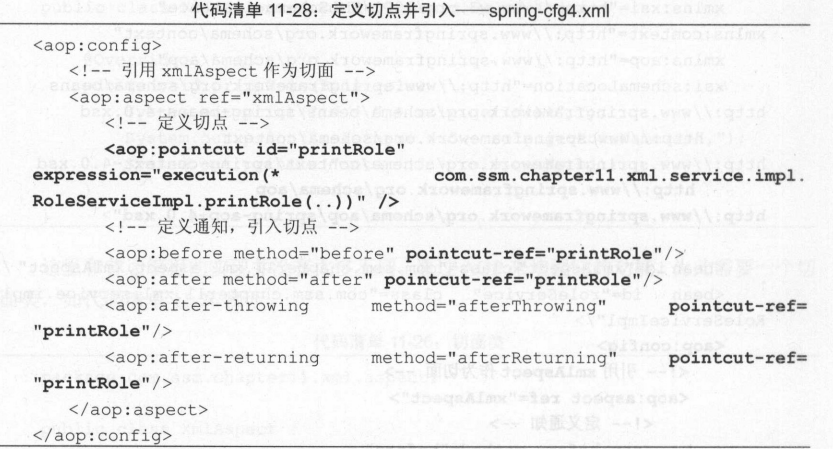 代码清单 11-28：定义切点并引入——spring-cfg4.xml
<aop:config>
<!-- 引用 xmlAspect 作为切面 -->
<aop:aspect ref="xmlAspect">
<!-- 定义切点 -->
<aop:pointcut id="printRole"
expression="execution(* com.ssm.chapter11.xml.service.impl.
RoleServiceImpl.printRole(..))" />
<!-- 定义通知，引入切点 -->
<aop:before method="before" pointcut-ref="printRole"/>
<aop:after method="after" pointcut-ref="printRole"/>
<aop:after-throwing method="afterThrowing" pointcut-ref=
"printRole"/>
<aop:after-returning method="afterReturning" pointcut-ref=
"printRole"/>
</aop:aspect>
</aop:config>